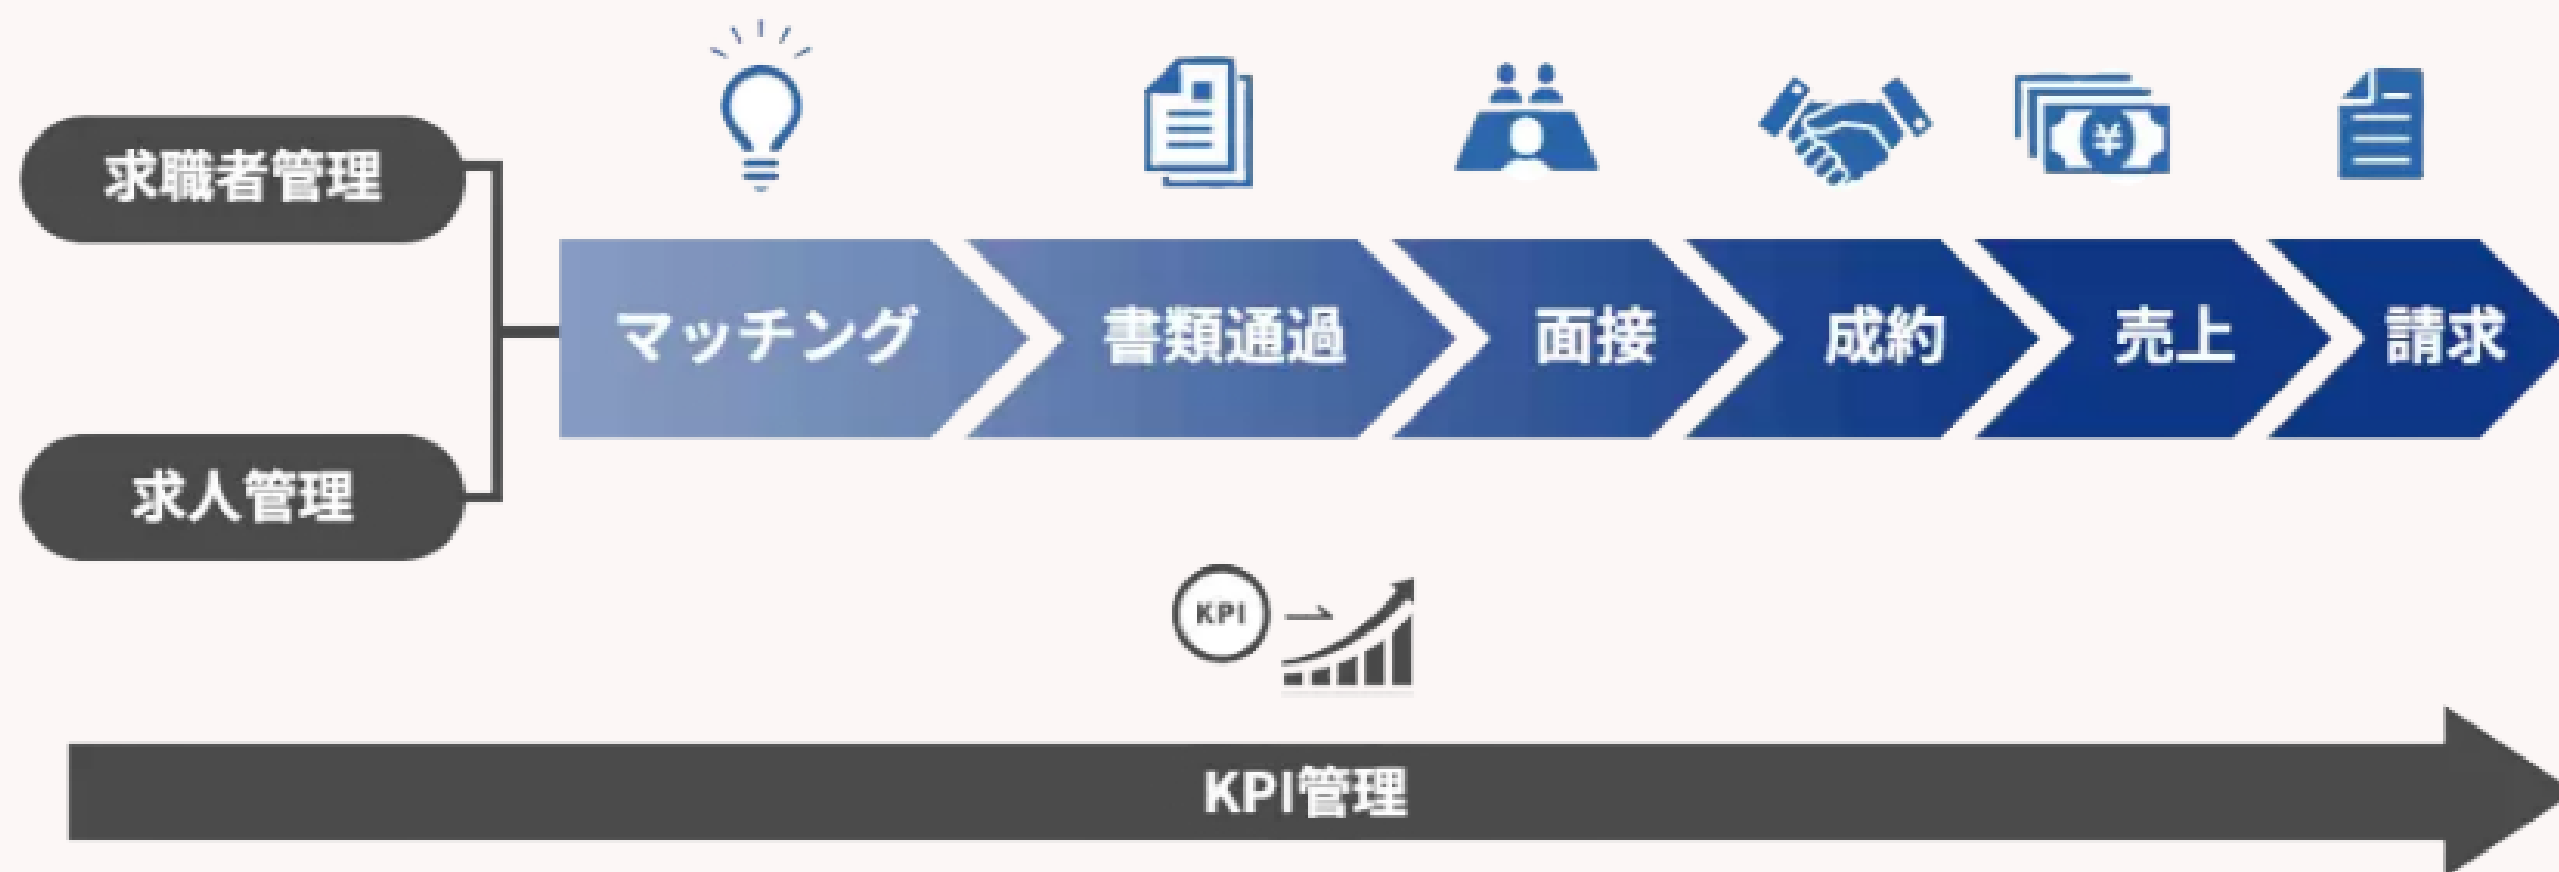 求職者管理
マッチング
書類通過
面接
成約
売上
請求
求人管理
KPI
KPI管理